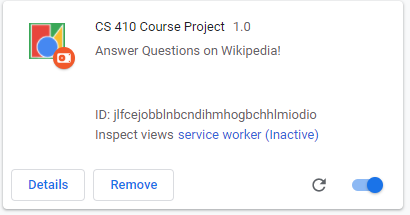 CS 410 Course Project 1.0
Answer Questions on Wikipedia!
ID: jlfcejobblnbcndihmhogbchhlmiodio
Inspect views service worker (Inactive)
Details Remove